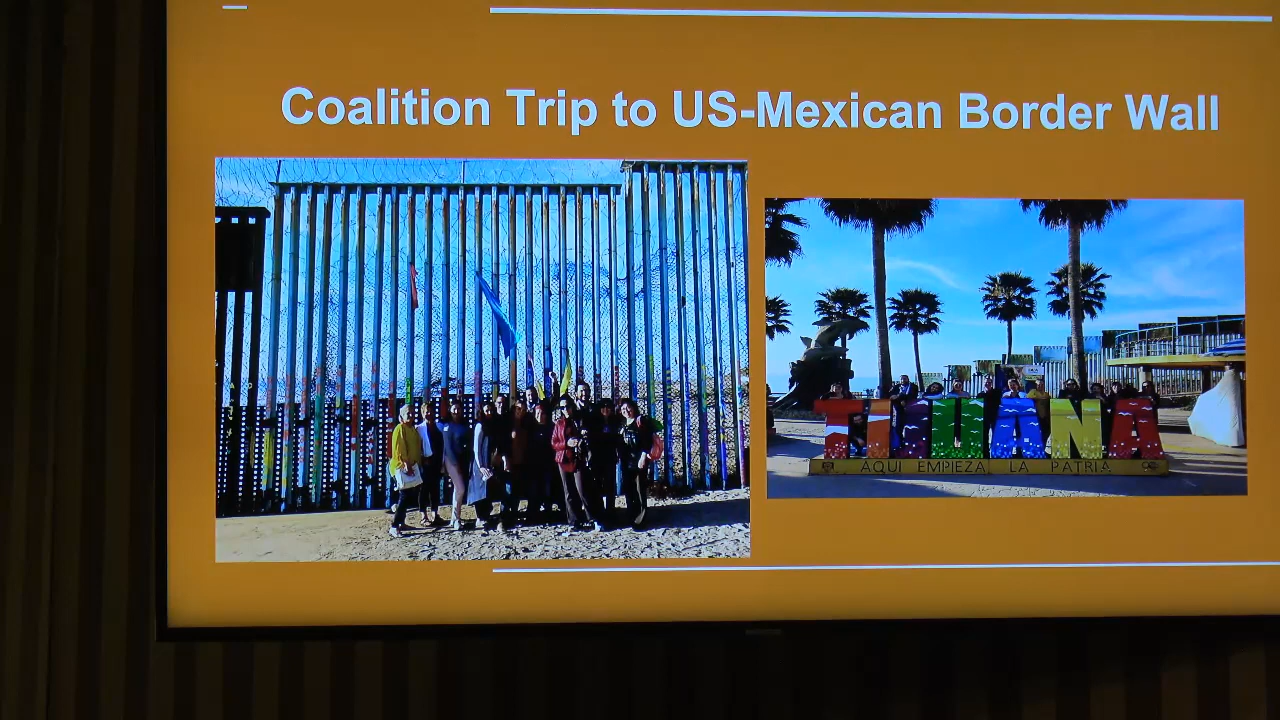 Coalition Trip to US-Mexican Border Wall
TIJUANA
AQUI EMPIEZA LA PATRIA